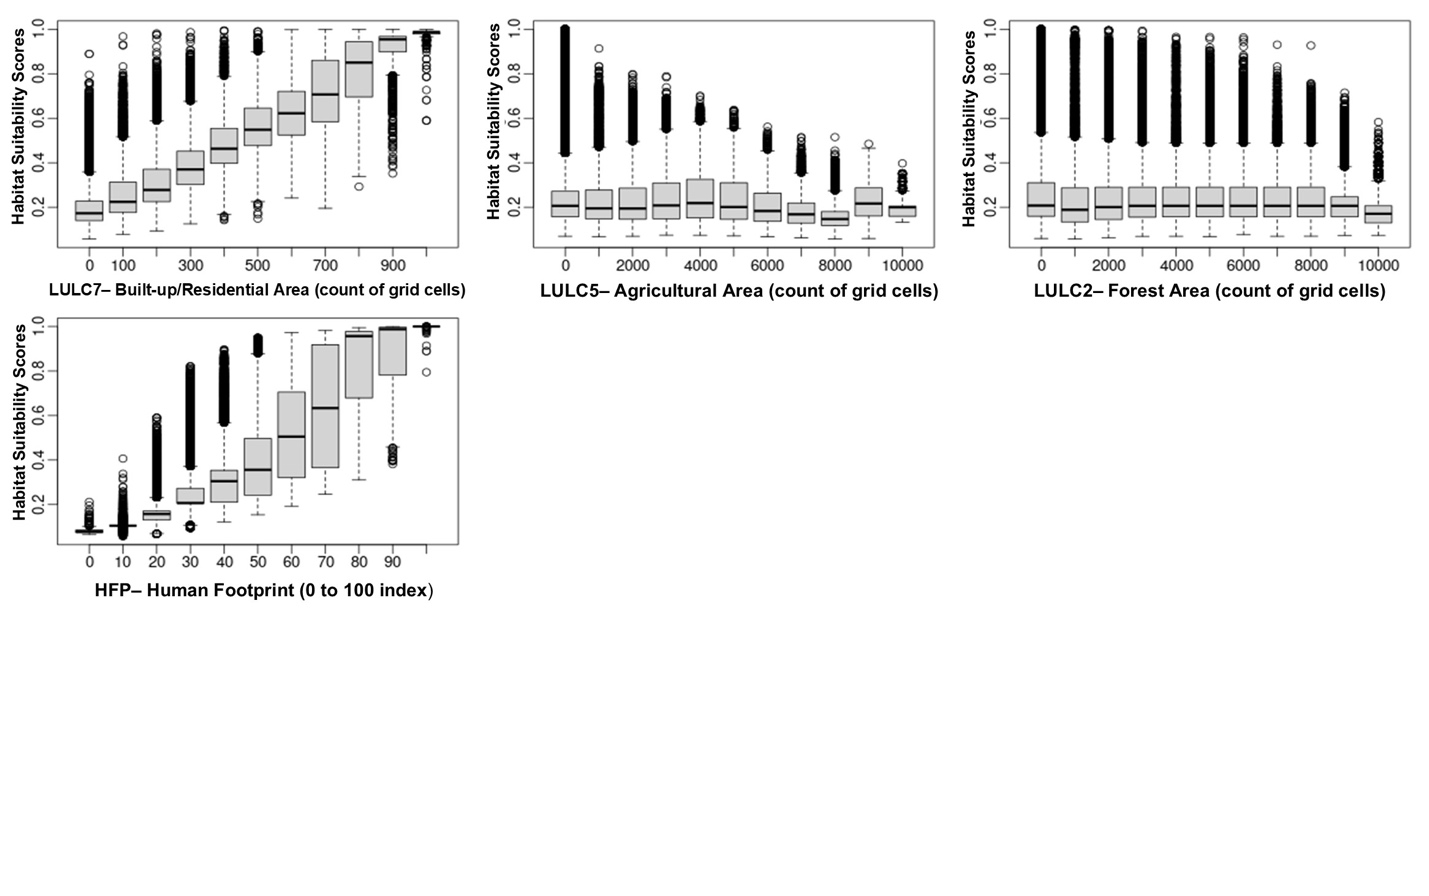 Habitat Suitability Scores
1.0
0.8
0.6
0.4
0.2
0 100 300 500 700 900
LULC7– Built-up/Residential Area (count of grid cells)
Habitat Suitability Scores
1.0
0.8
0.6
0.4
0.2
0 2000 4000 6000 8000 10000
LULC5– Agricultural Area (count of grid cells)
Habitat Suitability Scores
1.0
0.8
0.6
0.4
0.2
0 2000 4000 6000 8000 10000
LULC2– Forest Area (count of grid cells)
Habitat Suitability Scores
1.0
0.8
0.6
0.4
0.2
0 10 20 30 40 50 60 70 80 90
HFP– Human Footprint (0 to 100 index)